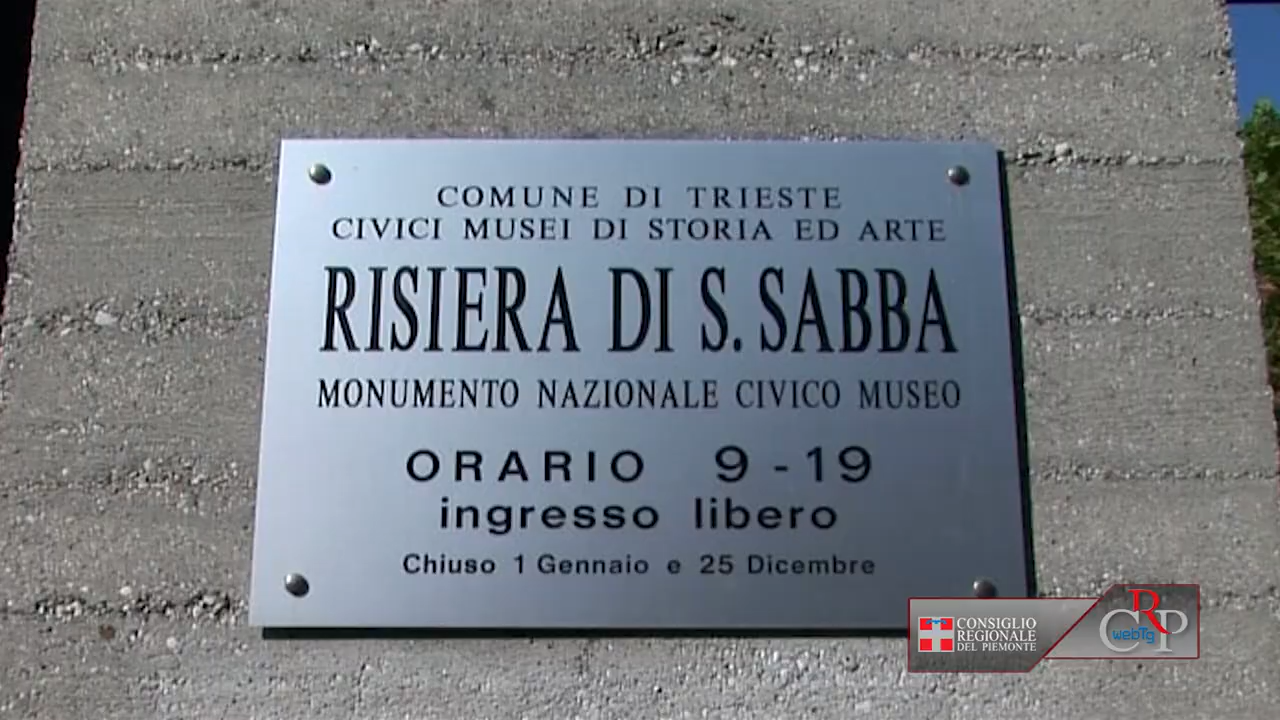 COMUNE DI TRIESTE
CIVICI MUSEI DI STORIA ED ARTE
RISIERA DI S. SABBA
MONUMENTO NAZIONALE CIVICO MUSEO
ORARIO 9 - 19
ingresso libero
Chiuso 1 Gennaio e 25 Dicembre
CONSIGLIO
REGIONALE
DEL PIEMONTE
CRP
webTg